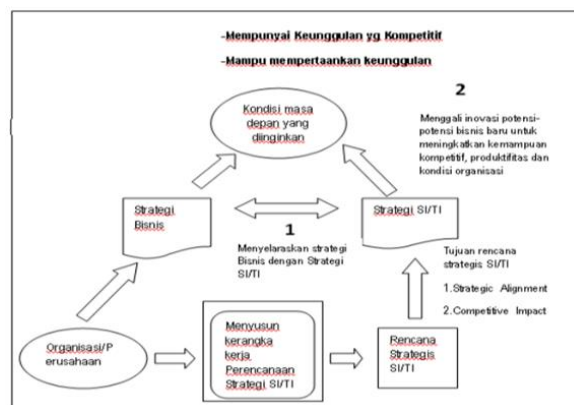 -Mempunyai Keunggulan yg Kompetitif
-Mampu mempertaankan keunggulan
2
Kondisi masa
depan yang
diinginkan
Menggali inovasi potensi-
potensi bisnis baru untuk
meningkatkan kemampuan
kompetitif, produktifitas dan
kondisi organisasi
Strategi
Bisnis
1
Strategi SI/TI
Menyelaraskan strategi
Bisnis dengan Strategi
SI/TI
Tujuan rencana
strategis SI/TI
1.Strategic Alignment
2.Competitive Impact
Organisasi/P
erusahaan
Menyusun
kerangka
kerja
Perencanaan
Strategi SI/TI
Rencana
Strategis
SI/TI